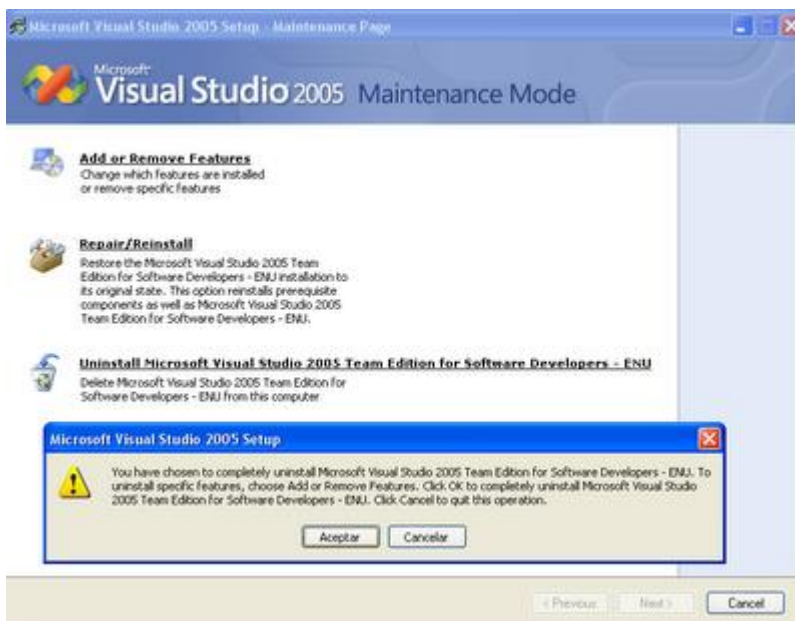 Microsoft Visual Studio 2005 Setup - Maintenance Page
Microsoft
Visual Studio 2005 Maintenance Mode
Add or Remove Features
Change which features are installed
or remove specific features
Repair/Reinstall
Restore the Microsoft Visual Studio 2005 Team
Edition for Software Developers - ENU installation to
its original state. This option reinstalls prerequisite
components as well as Microsoft Visual Studio 2005
Team Edition for Software Developers - ENU.
Uninstall Microsoft Visual Studio 2005 Team Edition for Software Developers - ENU
Delete Microsoft Visual Studio 2005 Team Edition for
Software Developers - ENU from this computer
Microsoft Visual Studio 2005 Setup
You have chosen to completely uninstall Microsoft Visual Studio 2005 Team Edition for Software Developers - ENU. To
uninstall specific features, choose Add or Remove Features. Click OK to completely uninstall Microsoft Visual Studio
2005 Team Edition for Software Developers - ENU. Click Cancel to quit this operation.
Aceptar Cancelar
< Previous Next > Cancel